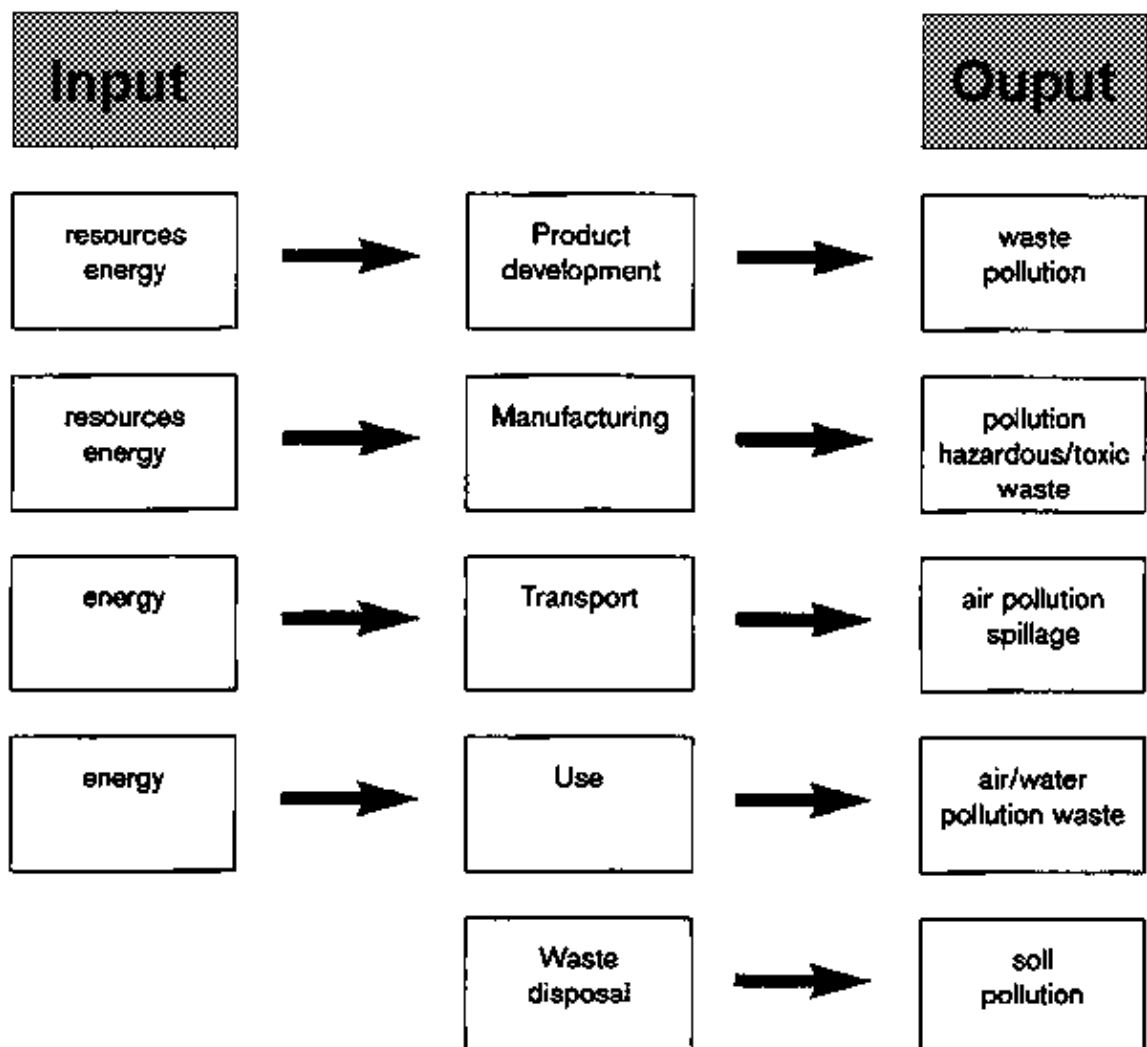 Input
Ouput
resources
energy
Product
development
waste
pollution
resources
energy
Manufacturing
pollution
hazardous/toxic
waste
energy
Transport
air pollution
spillage
energy
Use
air/water
pollution waste
Waste
disposal
soll
pollution